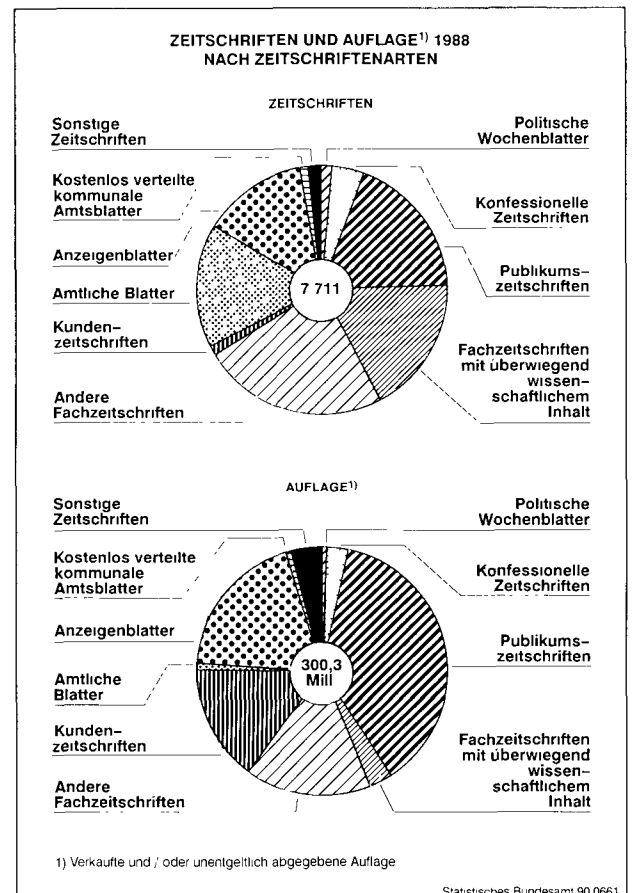 ZEITSCHRIFTEN UND AUFLAGE1) 1988
NACH ZEITSCHRIFTENARTEN
ZEITSCHRIFTEN
Sonstige
Zeitschriften
Politische
Wochenblatter
Kostenlos verteilte
kommunale
Amtsblatter
Konfessionelle
Zeitschriften
Anzeigenblatter
Publikums-
zeitschriften
Amtliche Blatter
7 711
Kunden-
zeitschriften
Fachzeitschriften
mit überwiegend
wissen-
schaftlichem
Inhalt
Andere
Fachzeitschriften
AUFLAGE1)
Sonstige
Zeitschriften
Politische
Wochenblatter
Kostenlos verteilte
kommunale
Amtsblatter
Konfessionelle
Zeitschriften
Anzeigenblatter
Publikums-
zeitschriften
300,3
Mill
Amtliche
Blatter
Kunden-
zeitschriften
Fachzeitschriften
mit überwiegend
wissen-
schaftlichem
Inhalt
Andere
Fachzeitschriften
1) Verkaufte und / oder unentgeltlich abgegebene Auflage
Statistisches Bundesamt 90 0661